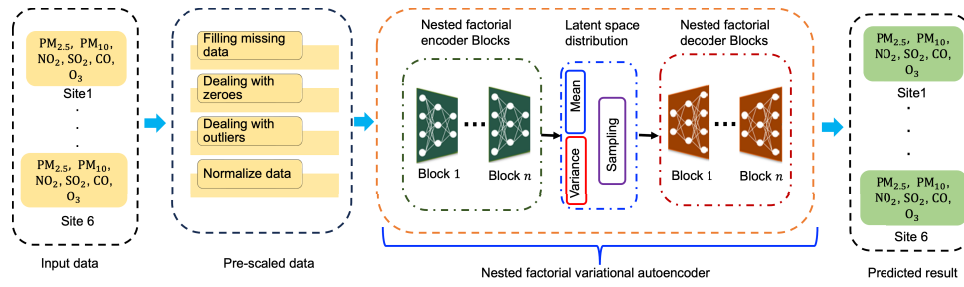 PM2.5, PM10,
NO2, SO2, CO,
O3
Site1
.
.
.
PM2.5, PM10,
NO2, SO2, CO,
O3
Site 6
Input data
Filling missing
data
Dealing with
zeroes
Dealing with
outliers
Normalize data
Pre-scaled data
Nested factorial
encoder Blocks
Block 1
...
Block n
Latent space
distribution
Mean
Variance
Sampling
Nested factorial
decoder Blocks
Block 1
...
Block n
Nested factorial variational autoencoder
PM2.5, PM10,
NO2, SO2, CO,
O3
Site1
.
.
.
PM2.5, PM10,
NO2, SO2, CO,
O3
Site 6
Predicted result